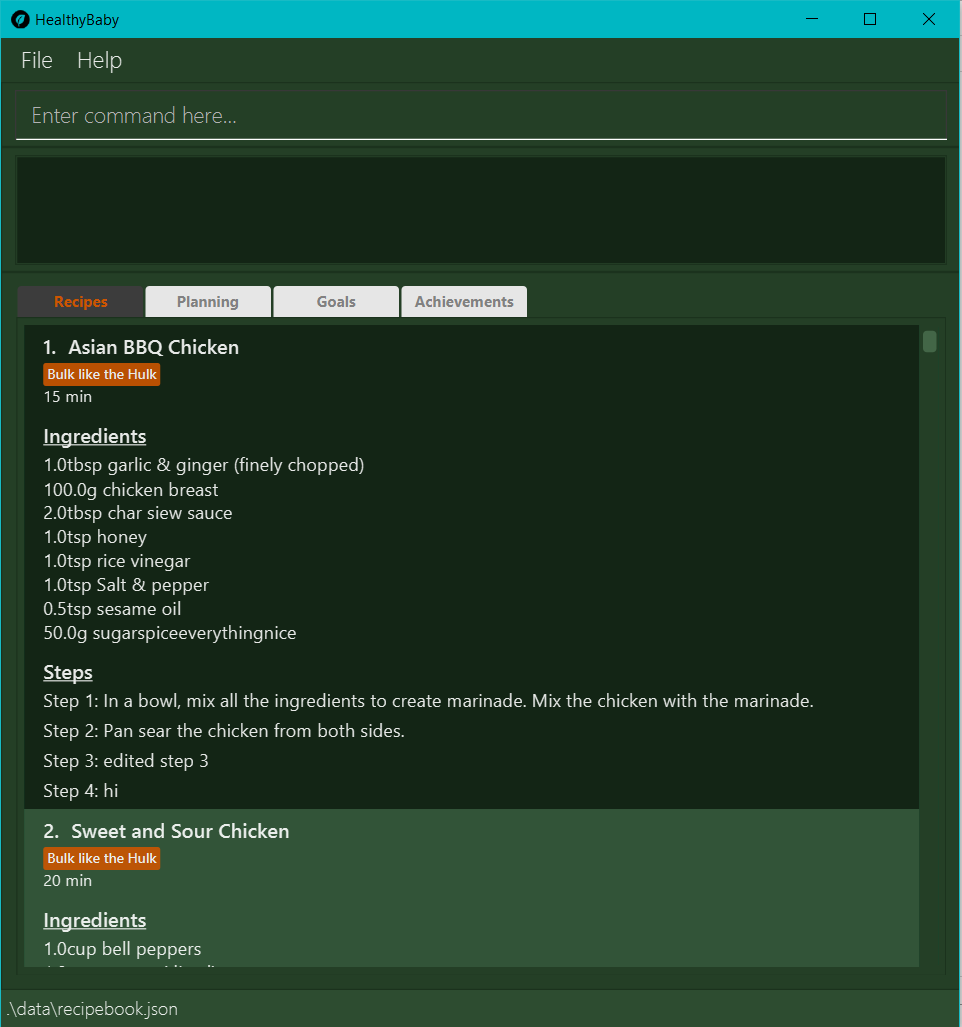 HealthyBaby
File Help
Enter command here...
Recipes Planning Goals Achievements
1. Asian BBQ Chicken
Bulk like the Hulk
15 min
Ingredients
1.0tbsp garlic & ginger (finely chopped)
100.0g chicken breast
2.0tbsp char siew sauce
1.0tsp honey
1.0tsp rice vinegar
1.0tsp Salt & pepper
0.5tsp sesame oil
50.0g sugarspiceeverythingnice
Steps
Step 1: In a bowl, mix all the ingredients to create marinade. Mix the chicken with the marinade.
Step 2: Pan sear the chicken from both sides.
Step 3: edited step 3
Step 4: hi
2. Sweet and Sour Chicken
Bulk like the Hulk
20 min
Ingredients
1.0cup bell peppers
.\data\recipebook.json